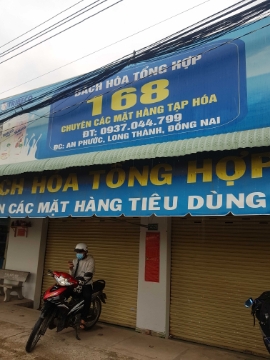 BÁCH HÓA TỔNG HỢP
168
CHUYÊN CÁC MẶT HÀNG TẠP HÓA
ĐT: 0937.044.799
ĐC: AN PHƯỚC, LONG THÀNH, ĐỒNG NAI
ÁCH HÓA TỔNG HỢP
N CÁC MẶT HÀNG TIÊU DÙNG